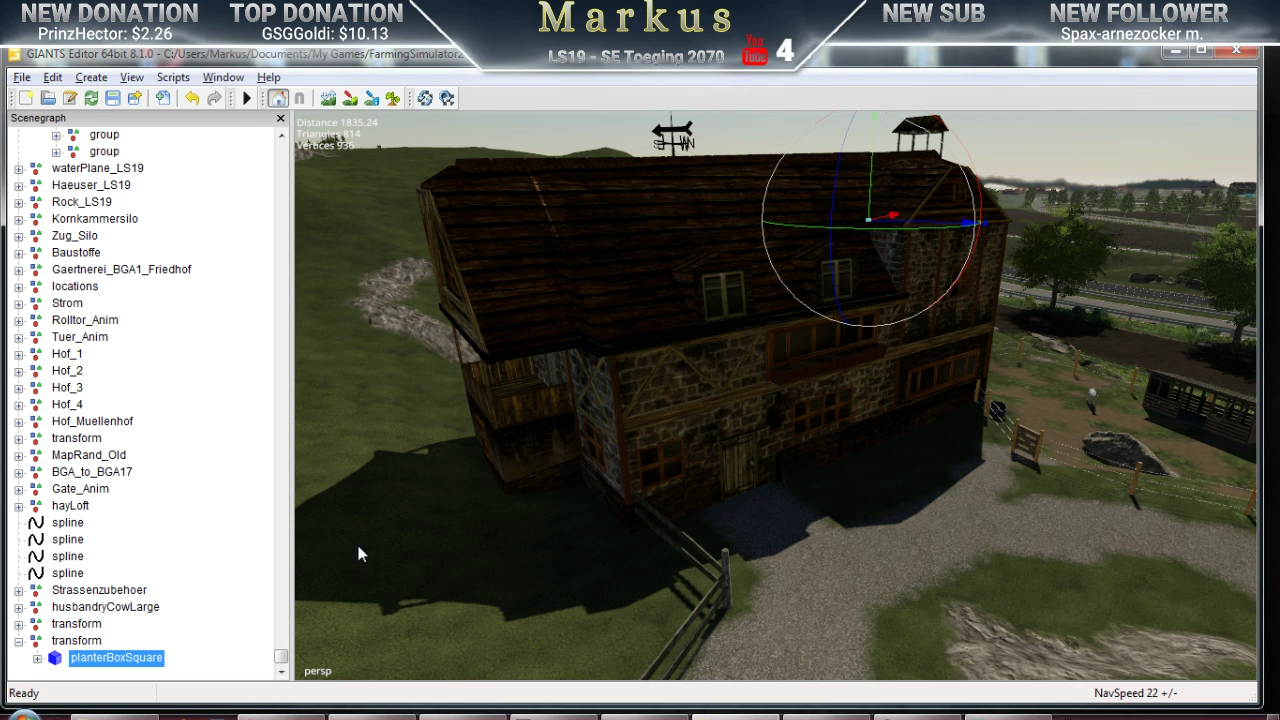 NEW DONATION
PrinzHector: $2.26
TOP DONATION
GSGGoldi: $10.13
Markus
LS19 - SE Toeging 2070
You Tube 4
NEW SUB
NEW FOLLOWER
Spax-arnezocker m.
GIANTS Editor 64bit 8.1.0 - C:/Users/Markus/Documents/My Games/FarmingSimulator2
File Edit Create View Scripts Window Help
Scenegraph
group
group
waterPlane_LS19
Haeuser_LS19
Rock_LS19
Kornkammersilo
Zug_Silo
Baustoffe
Gaertnerei_BGA1_Friedhof
locations
Strom
Rolltor_Anim
Tuer_Anim
Hof_1
Hof_2
Hof_3
Hof_4
Hof_Muellenhof
transform
MapRand_Old
BGA_to_BGA17
Gate_Anim
hayLoft
spline
spline
spline
spline
Strassenzubehoer
husbandryCowLarge
transform
transform
planterBoxSquare
Distance 1835.24
Triangles 814
Vertices 936
persp
Ready
NavSpeed 22 +/-